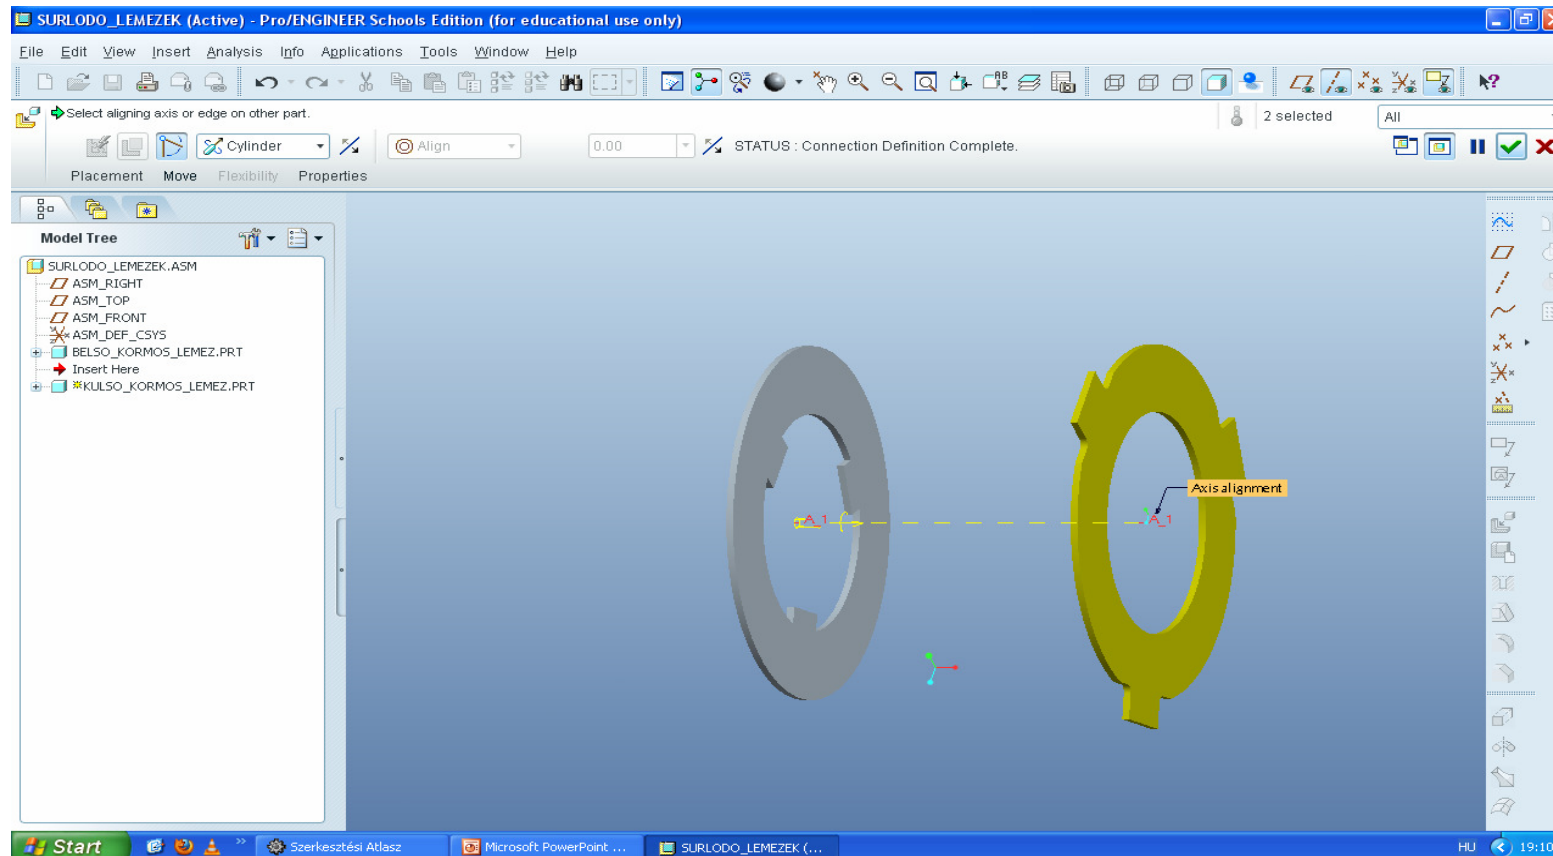 SURLODO_LEMEZEK (Active) - Pro/ENGINEER Schools Edition (for educational use only)
File Edit View Insert Analysis Info Applications Tools Window Help
Select aligning axis or edge on other part.
2 selected
All
Cylinder
Align
0.00
STATUS : Connection Definition Complete.
Placement Move Flexibility Properties
Model Tree
SURLODO_LEMEZEK.ASM
ASM_RIGHT
ASM_TOP
ASM_FRONT
ASM_DEF_CSYS
BELSO_KORMOS_LEMEZ.PRT
Insert Here
KULSO_KORMOS_LEMEZ.PRT
Axis alignment
A_1
A_1
Start
Szerkesztési Atlasz
Microsoft PowerPoint ...
SURLODO_LEMEZEK (...
HU
19:10